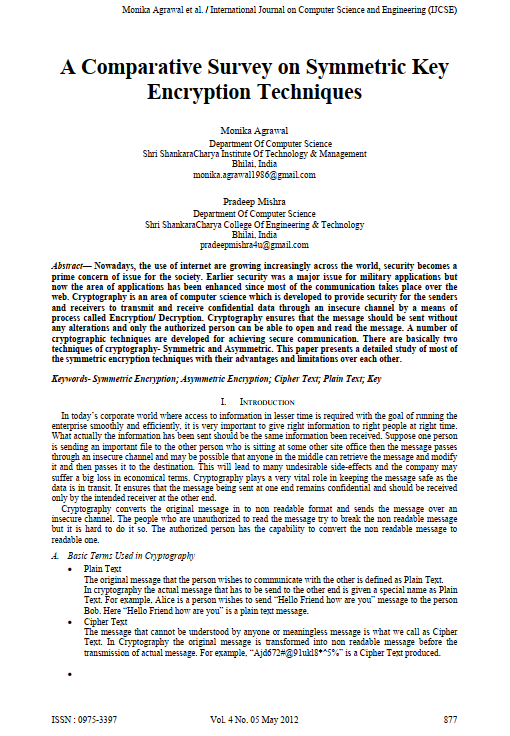 Monika Agrawal et al. / International Journal on Computer Science and Engineering (IJCSE)
A Comparative Survey on Symmetric Key
Encryption Techniques
Monika Agrawal
Department Of Computer Science
Shri ShankaraCharya Institute Of Technology & Management
Bhilai, India
monika.agrawal1986@gmail.com
Pradeep Mishra
Department Of Computer Science
Shri ShankaraCharya College Of Engineering & Technology
Bhilai, India
pradeepmishra4u@gmail.com
Abstract— Nowadays, the use of internet are growing increasingly across the world, security becomes a
prime concern of issue for the society. Earlier security was a major issue for military applications but
now the area of applications has been enhanced since most of the communication takes place over the
web. Cryptography is an area of computer science which is developed to provide security for the senders
and receivers to transmit and receive confidential data through an insecure channel by a means of
process called Encryption/ Decryption. Cryptography ensures that the message should be sent without
any alterations and only the authorized person can be able to open and read the message. A number of
cryptographic techniques are developed for achieving secure communication. There are basically two
techniques of cryptography- Symmetric and Asymmetric. This paper presents a detailed study of most of
the symmetric encryption techniques with their advantages and limitations over each other.
Keywords- Symmetric Encryption; Asymmetric Encryption; Cipher Text; Plain Text; Key
I. INTRODUCTION
In today's corporate world where access to information in lesser time is required with the goal of running the
enterprise smoothly and efficiently, it is very important to give right information to right people at right time.
What actually the information has been sent should be the same information been received. Suppose one person
is sending an important file to the other person who is sitting at some other site office then the message passes
through an insecure channel and may be possible that anyone in the middle can retrieve the message and modify
it and then passes it to the destination. This will lead to many undesirable side-effects and the company may
suffer a big loss in economical terms. Cryptography plays a very vital role in keeping the message safe as the
data is in transit. It ensures that the message being sent at one end remains confidential and should be received
only by the intended receiver at the other end.
Cryptography converts the original message in to non readable format and sends the message over an
insecure channel. The people who are unauthorized to read the message try to break the non readable message
but it is hard to do it so. The authorized person has the capability to convert the non readable message to
readable one.
A. Basic Terms Used in Cryptography
• Plain Text
The original message that the person wishes to communicate with the other is defined as Plain Text.
In cryptography the actual message that has to be send to the other end is given a special name as Plain
Text. For example, Alice is a person wishes to send “Hello Friend how are you” message to the person
Bob. Here “Hello Friend how are you” is a plain text message.
• Cipher Text
The message that cannot be understood by anyone or meaningless message is what we call as Cipher
Text. In Cryptography the original message is transformed into non readable message before the
transmission of actual message. For example, “Ajd672#@91ukl8*^5%” is a Cipher Text produced.
•
ISSN : 0975-3397 Vol. 4 No. 05 May 2012 877